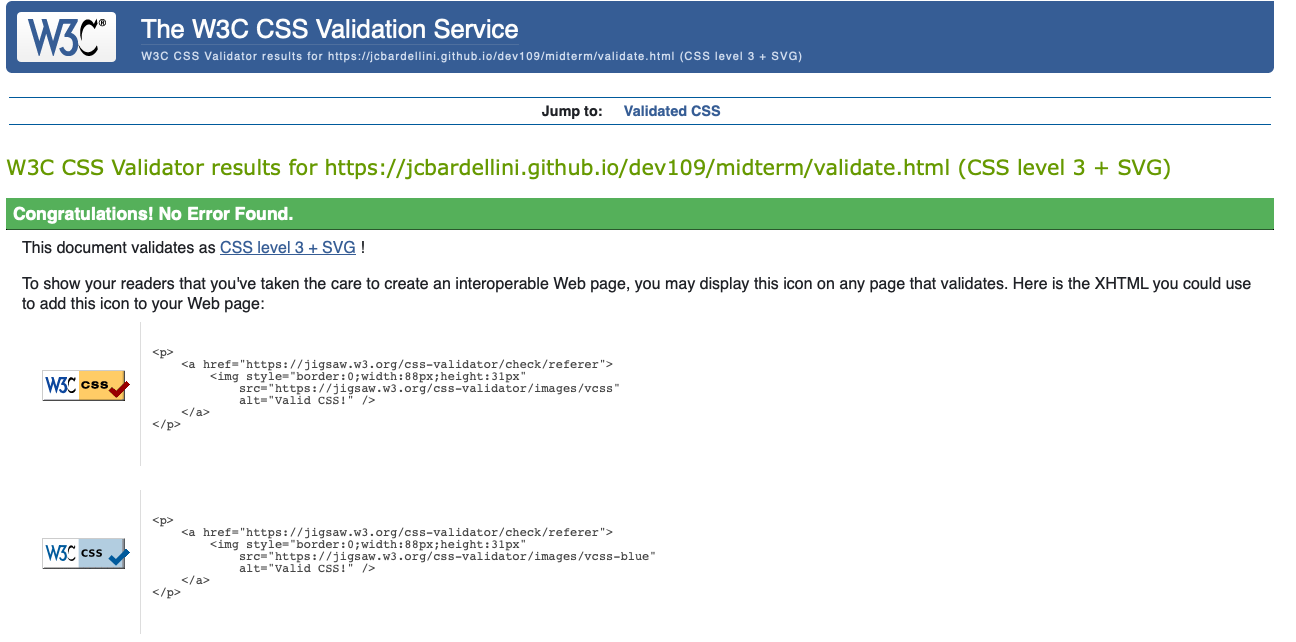 W3C®
The W3C CSS Validation Service
W3C CSS Validator results for https://jcbardellini.github.io/dev109/midterm/validate.html (CSS level 3 + SVG)
Jump to: Validated CSS
W3C CSS Validator results for https://jcbardellini.github.io/dev109/midterm/validate.html (CSS level 3 + SVG)
Congratulations! No Error Found.
This document validates as CSS level 3 + SVG !
To show your readers that you've taken the care to create an interoperable Web page, you may display this icon on any page that validates. Here is the XHTML you could use
to add this icon to your Web page:
W3C css
<p>
    <a href="https://jigsaw.w3.org/css-validator/check/referer">
        <img style="border:0;width:88px;height:31px"
            src="https://jigsaw.w3.org/css-validator/images/vcss"
            alt="Valid CSS!" />
    </a>
</p>
W3C css
<p>
    <a href="https://jigsaw.w3.org/css-validator/check/referer">
        <img style="border:0;width:88px;height:31px"
            src="https://jigsaw.w3.org/css-validator/images/vcss-blue"
            alt="Valid CSS!" />
    </a>
</p>